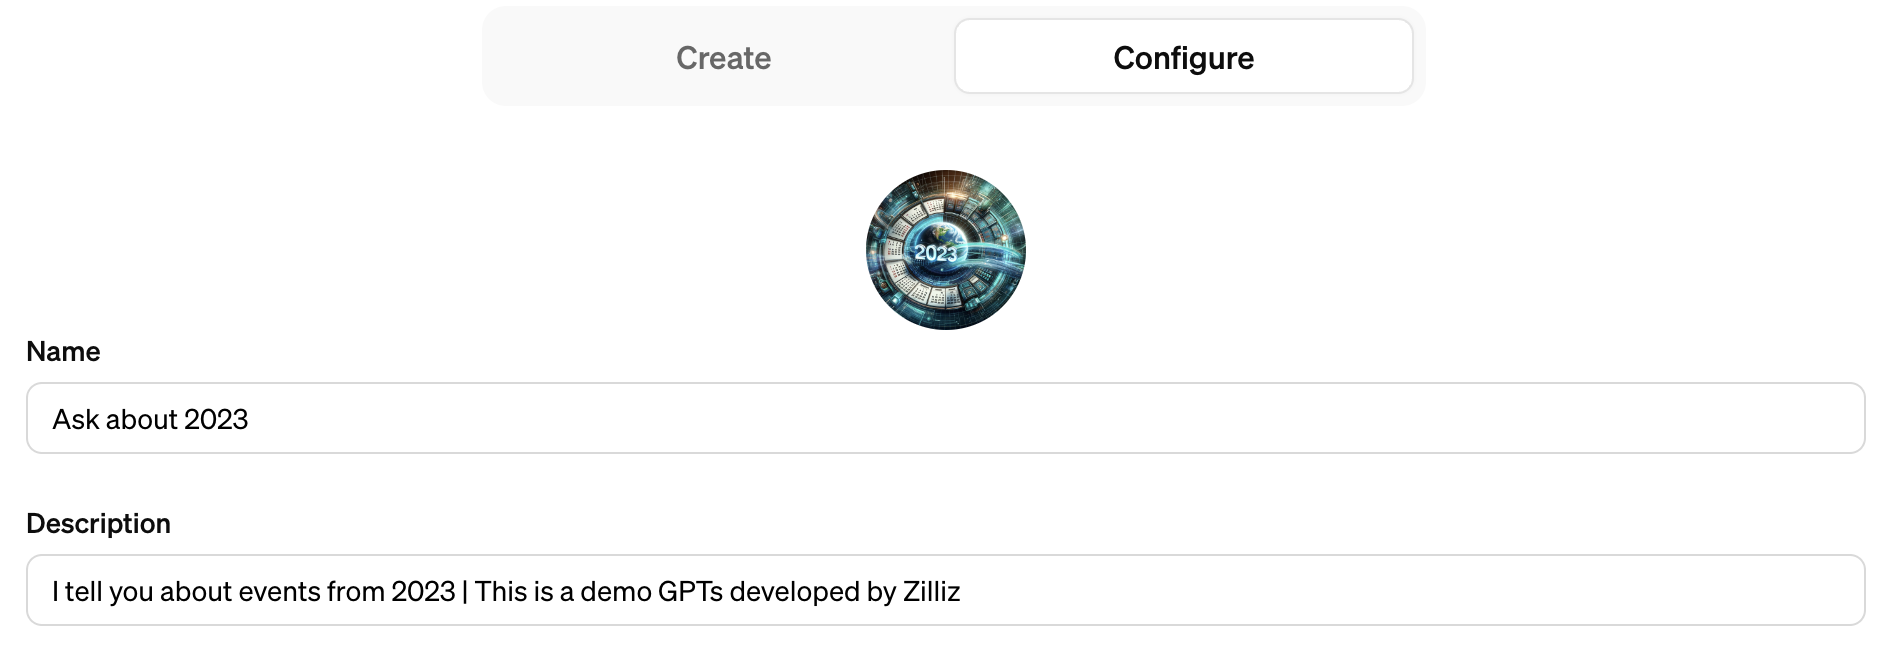 Create
Configure
2023
Name
Ask about 2023
Description
I tell you about events from 2023 | This is a demo GPTs developed by Zilliz